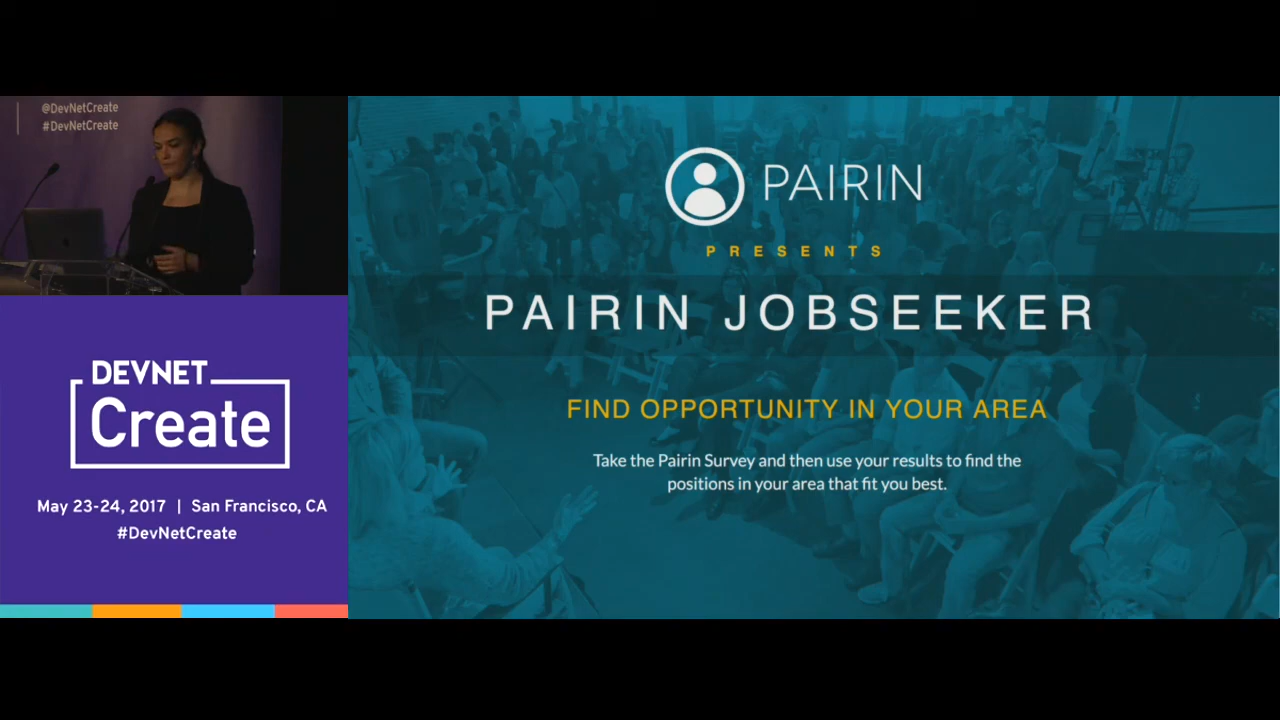 @DevNetCreate
#DevNetCreate
DEVNET
Create
May 23-24, 2017 | San Francisco, CA
#DevNetCreate
PAIRIN
PRESENTS
PAIRIN JOBSEEKER
FIND OPPORTUNITY IN YOUR AREA
Take the Pairin Survey and then use your results to find the
positions in your area that fit you best.